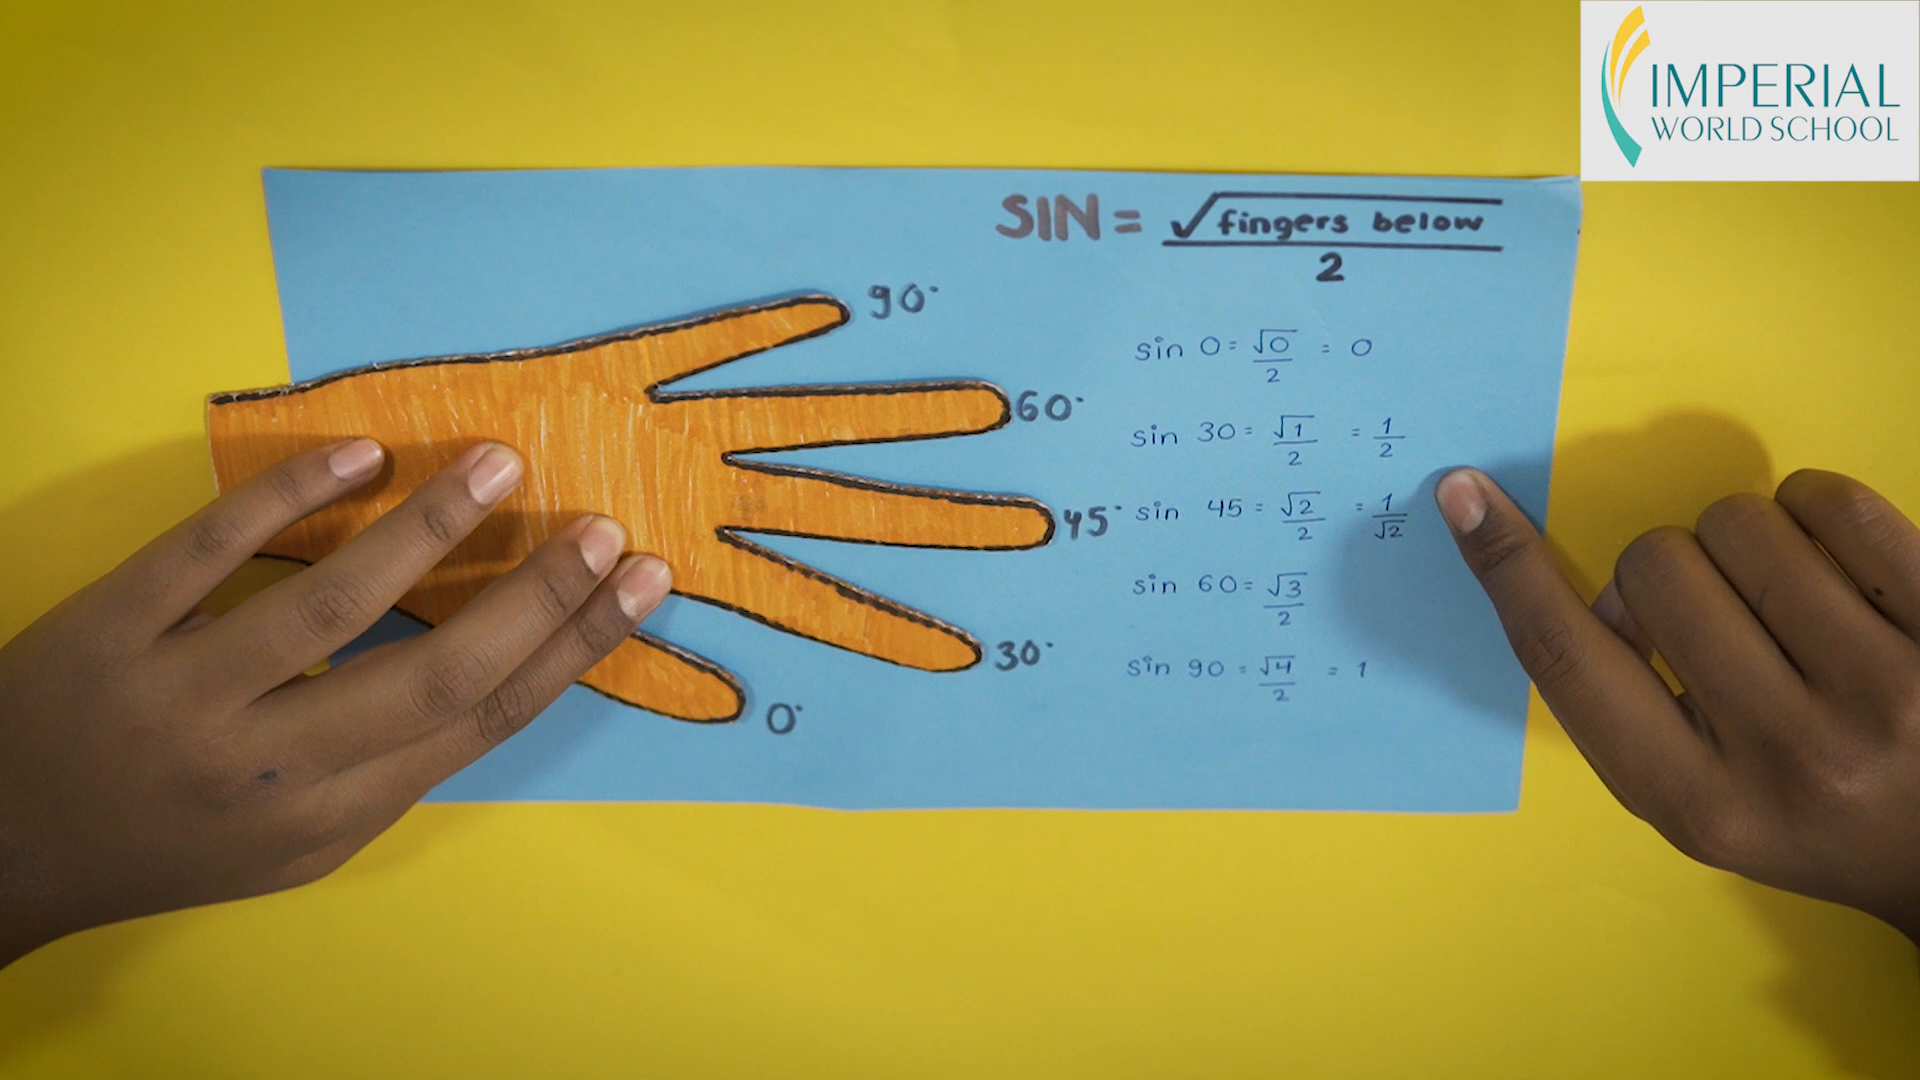 IMPERIAL
WORLD SCHOOL
SIN = √fingers below / 2
90°
60°
45°
30°
0°
sin 0 = √0/2 = 0
sin 30 = √1/2 = 1/2
sin 45 = √2/2 = 1/√2
sin 60 = √3/2
sin 90 = √4/2 = 1